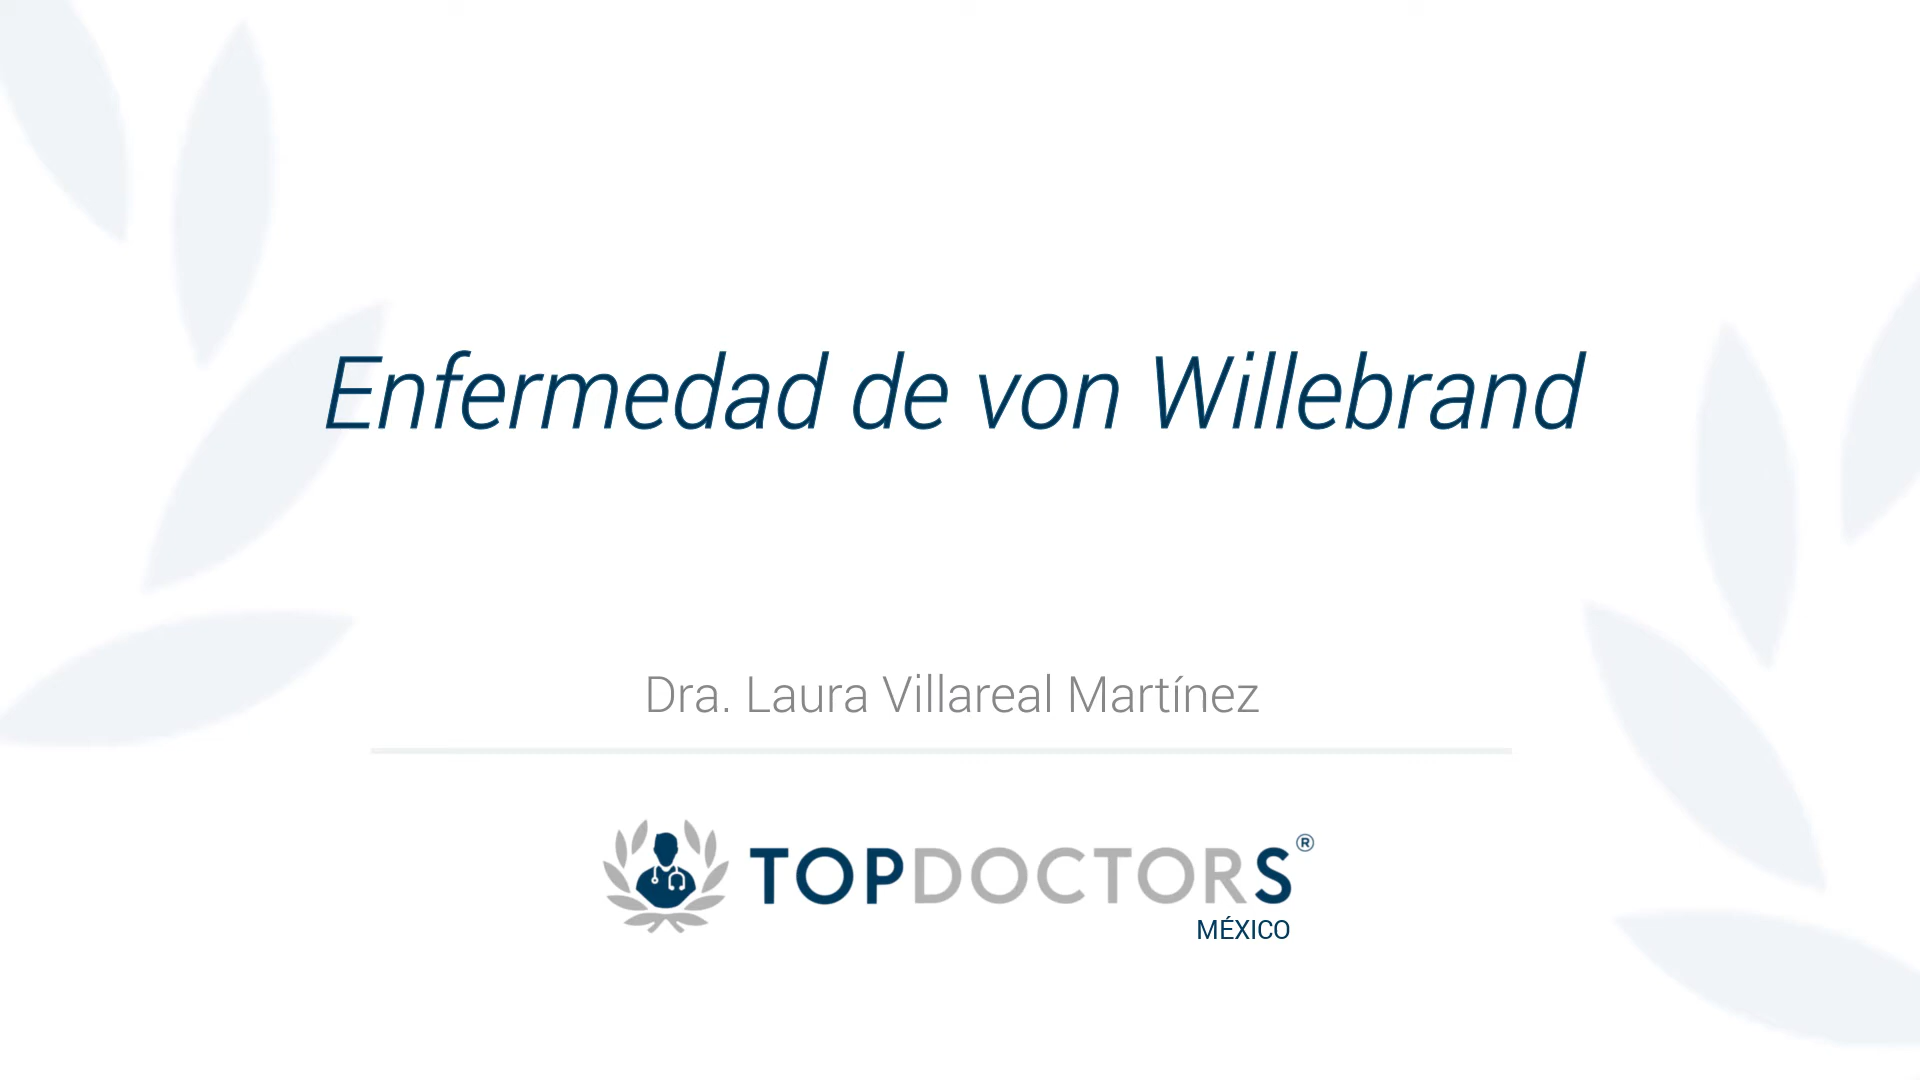 Enfermedad de von Willebrand
Dra. Laura Villareal Martínez
TOPDOCTORS®
MÉXICO